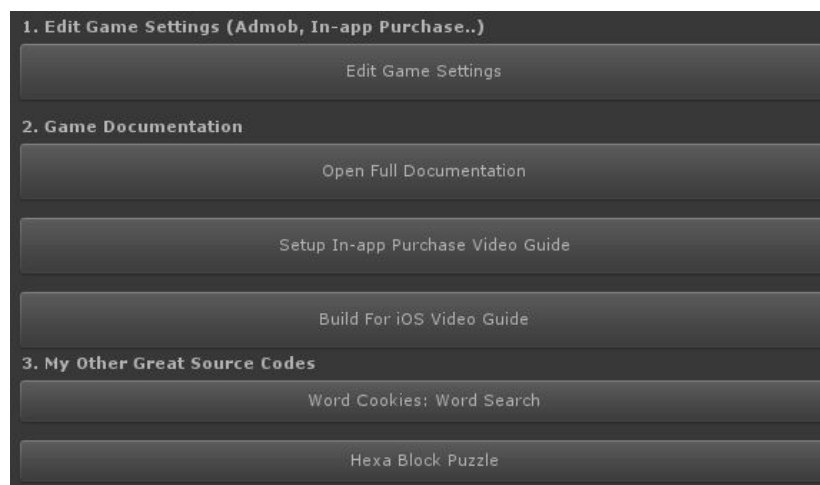 1. Edit Game Settings (Admob, In-app Purchase..)
Edit Game Settings
2. Game Documentation
Open Full Documentation
Setup In-app Purchase Video Guide
Build For iOS Video Guide
3. My Other Great Source Codes
Word Cookies: Word Search
Hexa Block Puzzle